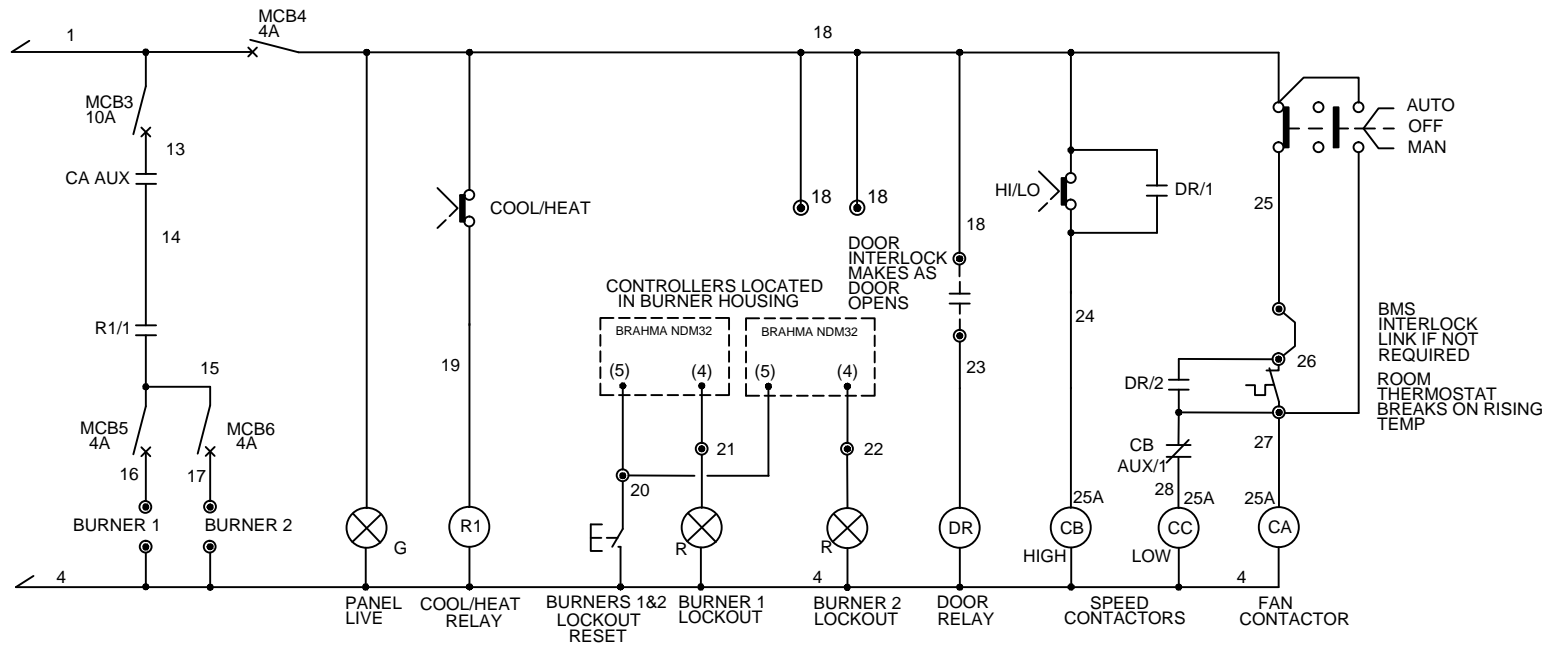 MCB4
4A
1
18
MCB3
10A
13
CA AUX
14
R1/1
15
MCB5
4A
MCB6
4A
16
17
BURNER 1
BURNER 2
4
G
PANEL
LIVE
COOL/HEAT
19
R1
COOL/HEAT
RELAY
CONTROLLERS LOCATED
IN BURNER HOUSING
BRAHMA NDM32
BRAHMA NDM32
(5)
(4)
(5)
(4)
21
22
20
E
R
R
BURNERS 1&2
LOCKOUT
RESET
BURNER 1
LOCKOUT
4
BURNER 2
LOCKOUT
18
18
DOOR
INTERLOCK
MAKES AS
DOOR
OPENS
18
23
DR
DOOR
RELAY
HI/LO
DR/1
24
25A
CB
HIGH
SPEED
CONTACTORS
DR/2
CB
AUX/1
28
25A
CC
LOW
AUTO
OFF
MAN
25
BMS
INTERLOCK
LINK IF NOT
REQUIRED
26
ROOM
THERMOSTAT
BREAKS ON RISING
TEMP
27
25A
CA
4
FAN
CONTACTOR